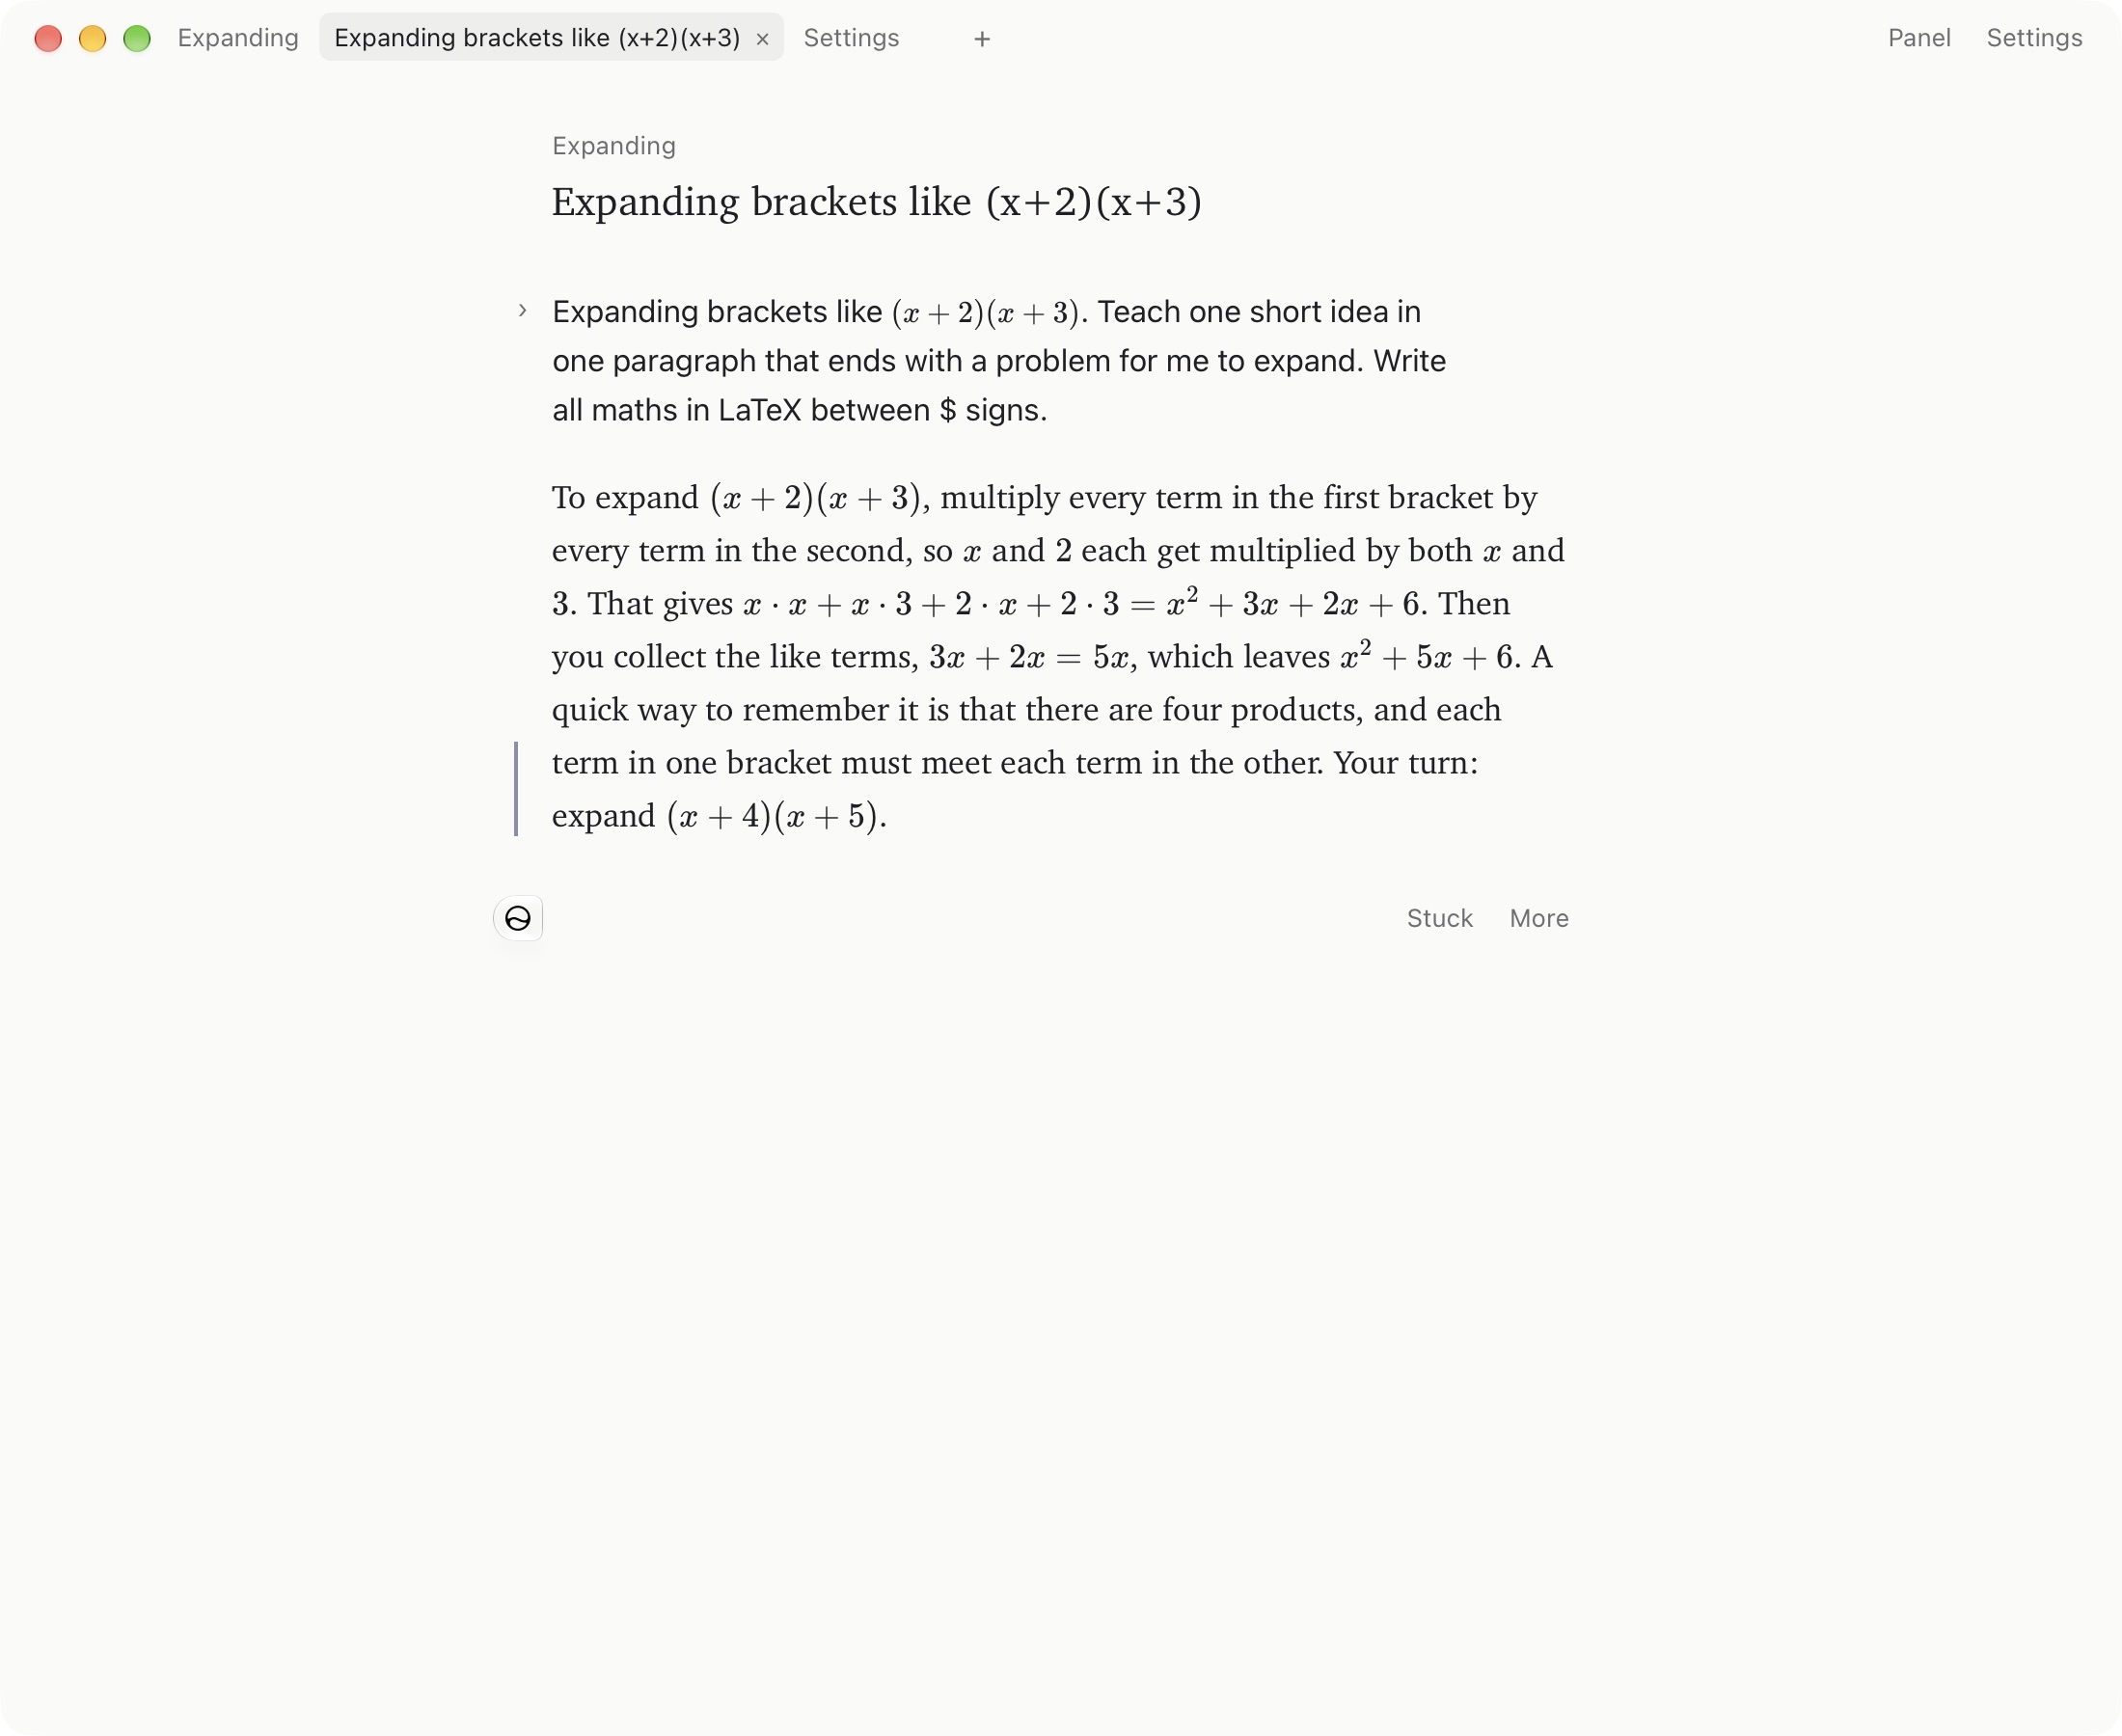 Expanding
Expanding brackets like (x+2)(x+3) ×
Settings
+
Panel
Settings
Expanding
Expanding brackets like (x+2)(x+3)
› Expanding brackets like (x + 2)(x + 3). Teach one short idea in
one paragraph that ends with a problem for me to expand. Write
all maths in LaTeX between $ signs.
To expand (x + 2)(x + 3), multiply every term in the first bracket by
every term in the second, so x and 2 each get multiplied by both x and
3. That gives x · x + x · 3 + 2 · x + 2 · 3 = x² + 3x + 2x + 6. Then
you collect the like terms, 3x + 2x = 5x, which leaves x² + 5x + 6. A
quick way to remember it is that there are four products, and each
term in one bracket must meet each term in the other. Your turn:
expand (x + 4)(x + 5).
Stuck
More